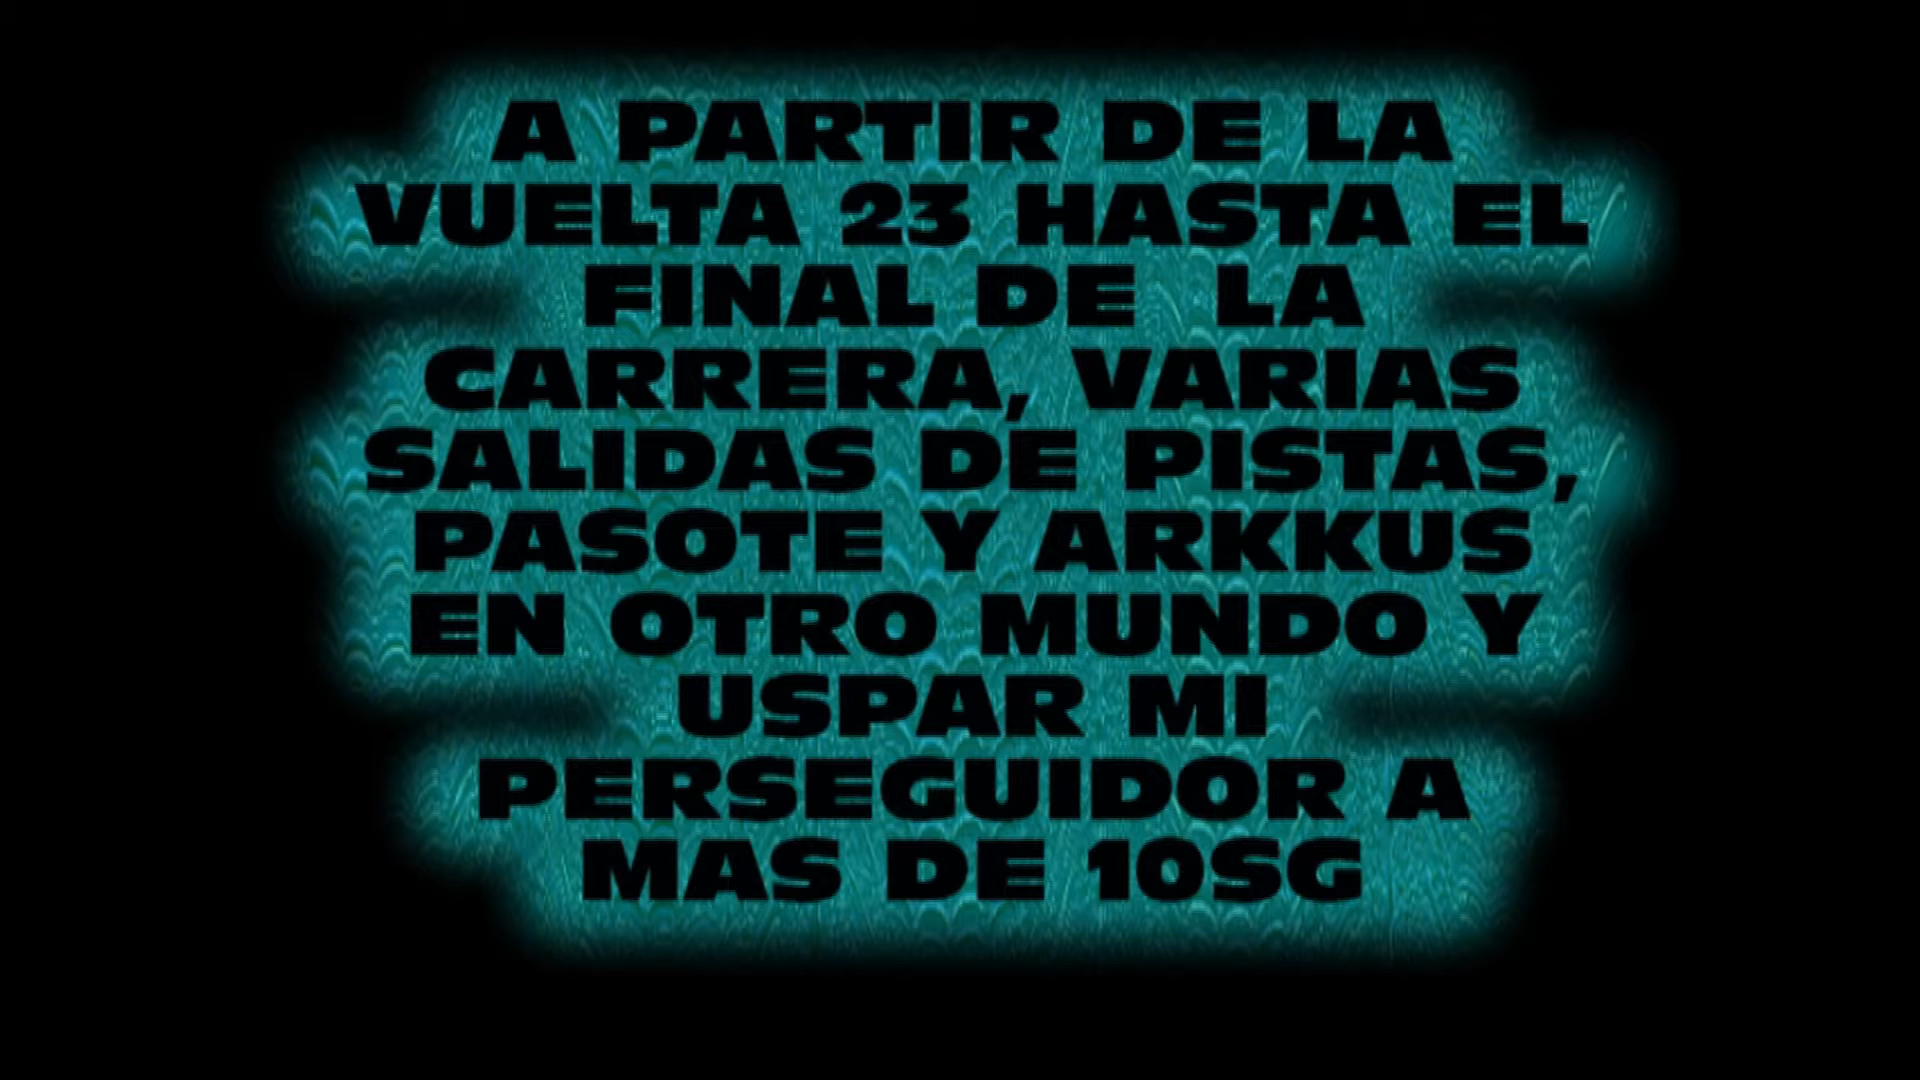 A PARTIR DE LA
VUELTA 23 HASTA EL
FINAL DE LA
CARRERA, VARIAS
SALIDAS DE PISTAS,
PASOTE Y ARKKUS
EN OTRO MUNDO Y
USPAR MI
PERSEGUIDOR A
MAS DE 10SG